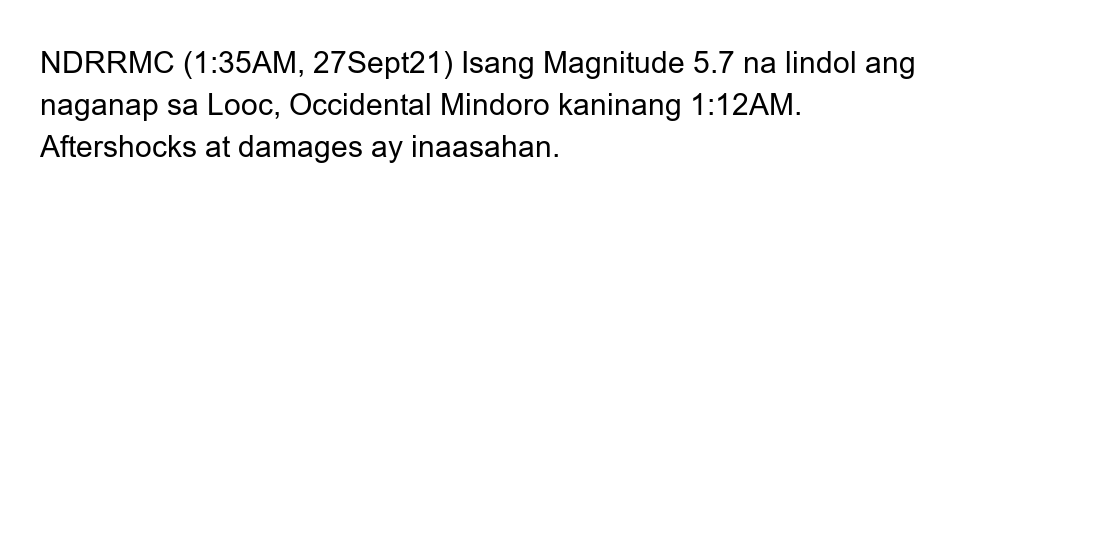 NDRRMC (1:35AM, 27Sept21) Isang Magnitude 5.7 na lindol ang
naganap sa Looc, Occidental Mindoro kaninang 1:12AM.
Aftershocks at damages ay inaasahan.